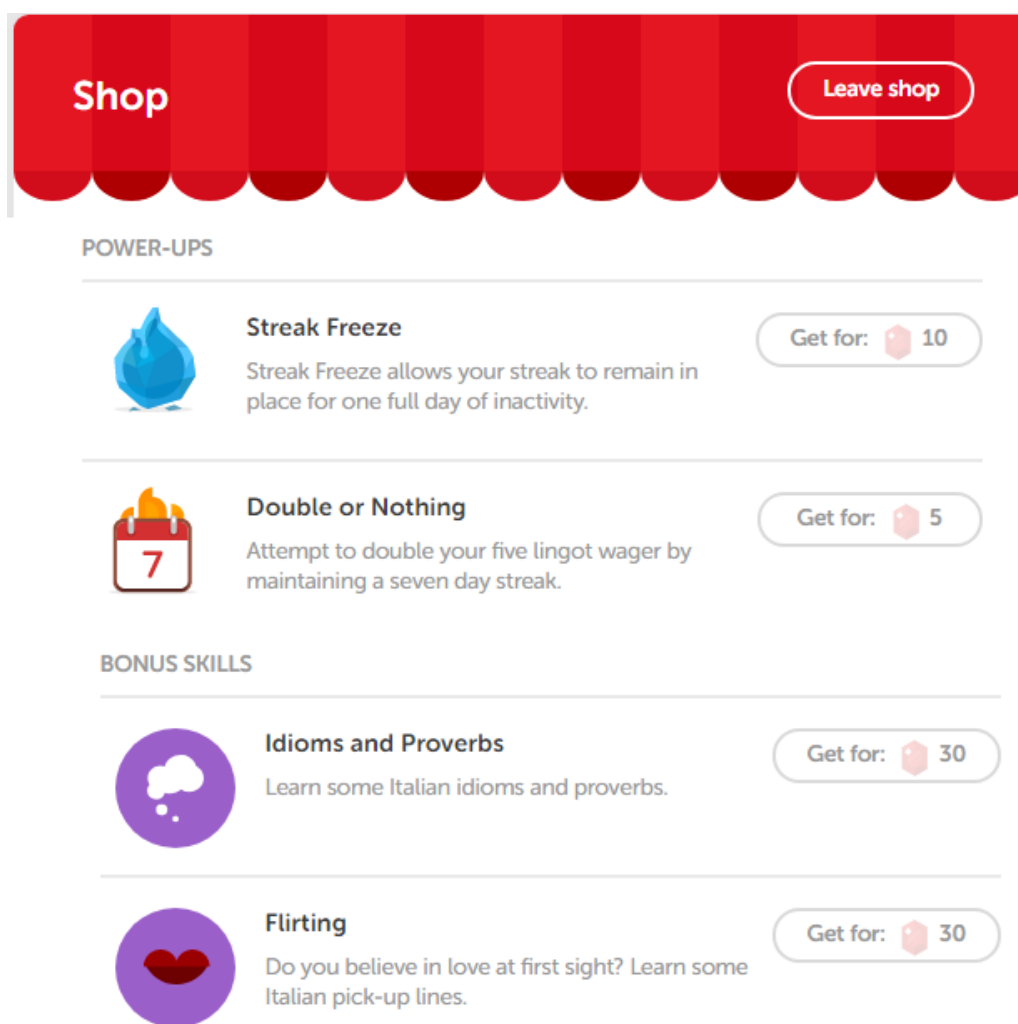 Shop
Leave shop
POWER-UPS
Streak Freeze
Get for: 10
Streak Freeze allows your streak to remain in
place for one full day of inactivity.
Double or Nothing
Get for: 5
7
Attempt to double your five lingot wager by
maintaining a seven day streak.
BONUS SKILLS
Idioms and Proverbs
Get for: 30
Learn some Italian idioms and proverbs.
Flirting
Get for: 30
Do you believe in love at first sight? Learn some
Italian pick-up lines.